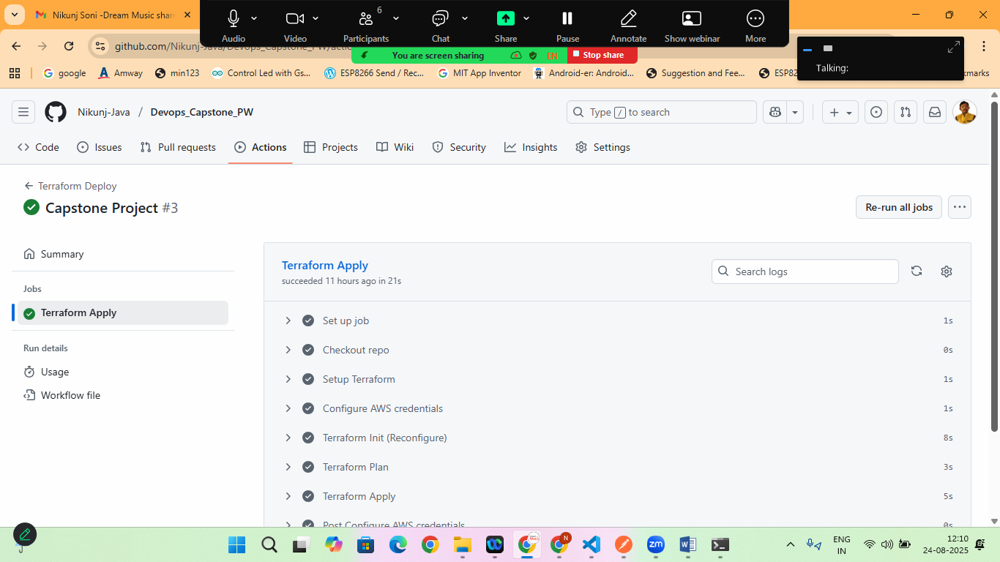 Nikunj Soni -Dream Music shar
6
Audio
Video
Participants
Chat
Share
Pause
Annotate
Show webinar
More
github.com/Nikunj-Java/Devops_Capstone_PW/acti
You are screen sharing
EN
Stop share
Talking:
google
Amway
min123
Control Led with Gs...
ESP8266 Send / Rec...
MIT App Inventor
Android-er: Android...
Suggestion and Fee...
ESP82
kmarks
Nikunj-Java / Devops_Capstone_PW
Type / to search
Code
Issues
Pull requests
Actions
Projects
Wiki
Security
Insights
Settings
Terraform Deploy
Capstone Project #3
Re-run all jobs
Summary
Jobs
Terraform Apply
Run details
Usage
Workflow file
Terraform Apply
succeeded 11 hours ago in 21s
Search logs
Set up job 1s
Checkout repo 0s
Setup Terraform 1s
Configure AWS credentials 1s
Terraform Init (Reconfigure) 8s
Terraform Plan 3s
Terraform Apply 5s
Post Configure AWS credentials 0s
N
zm
ENG
IN
12:10
24-08-2025